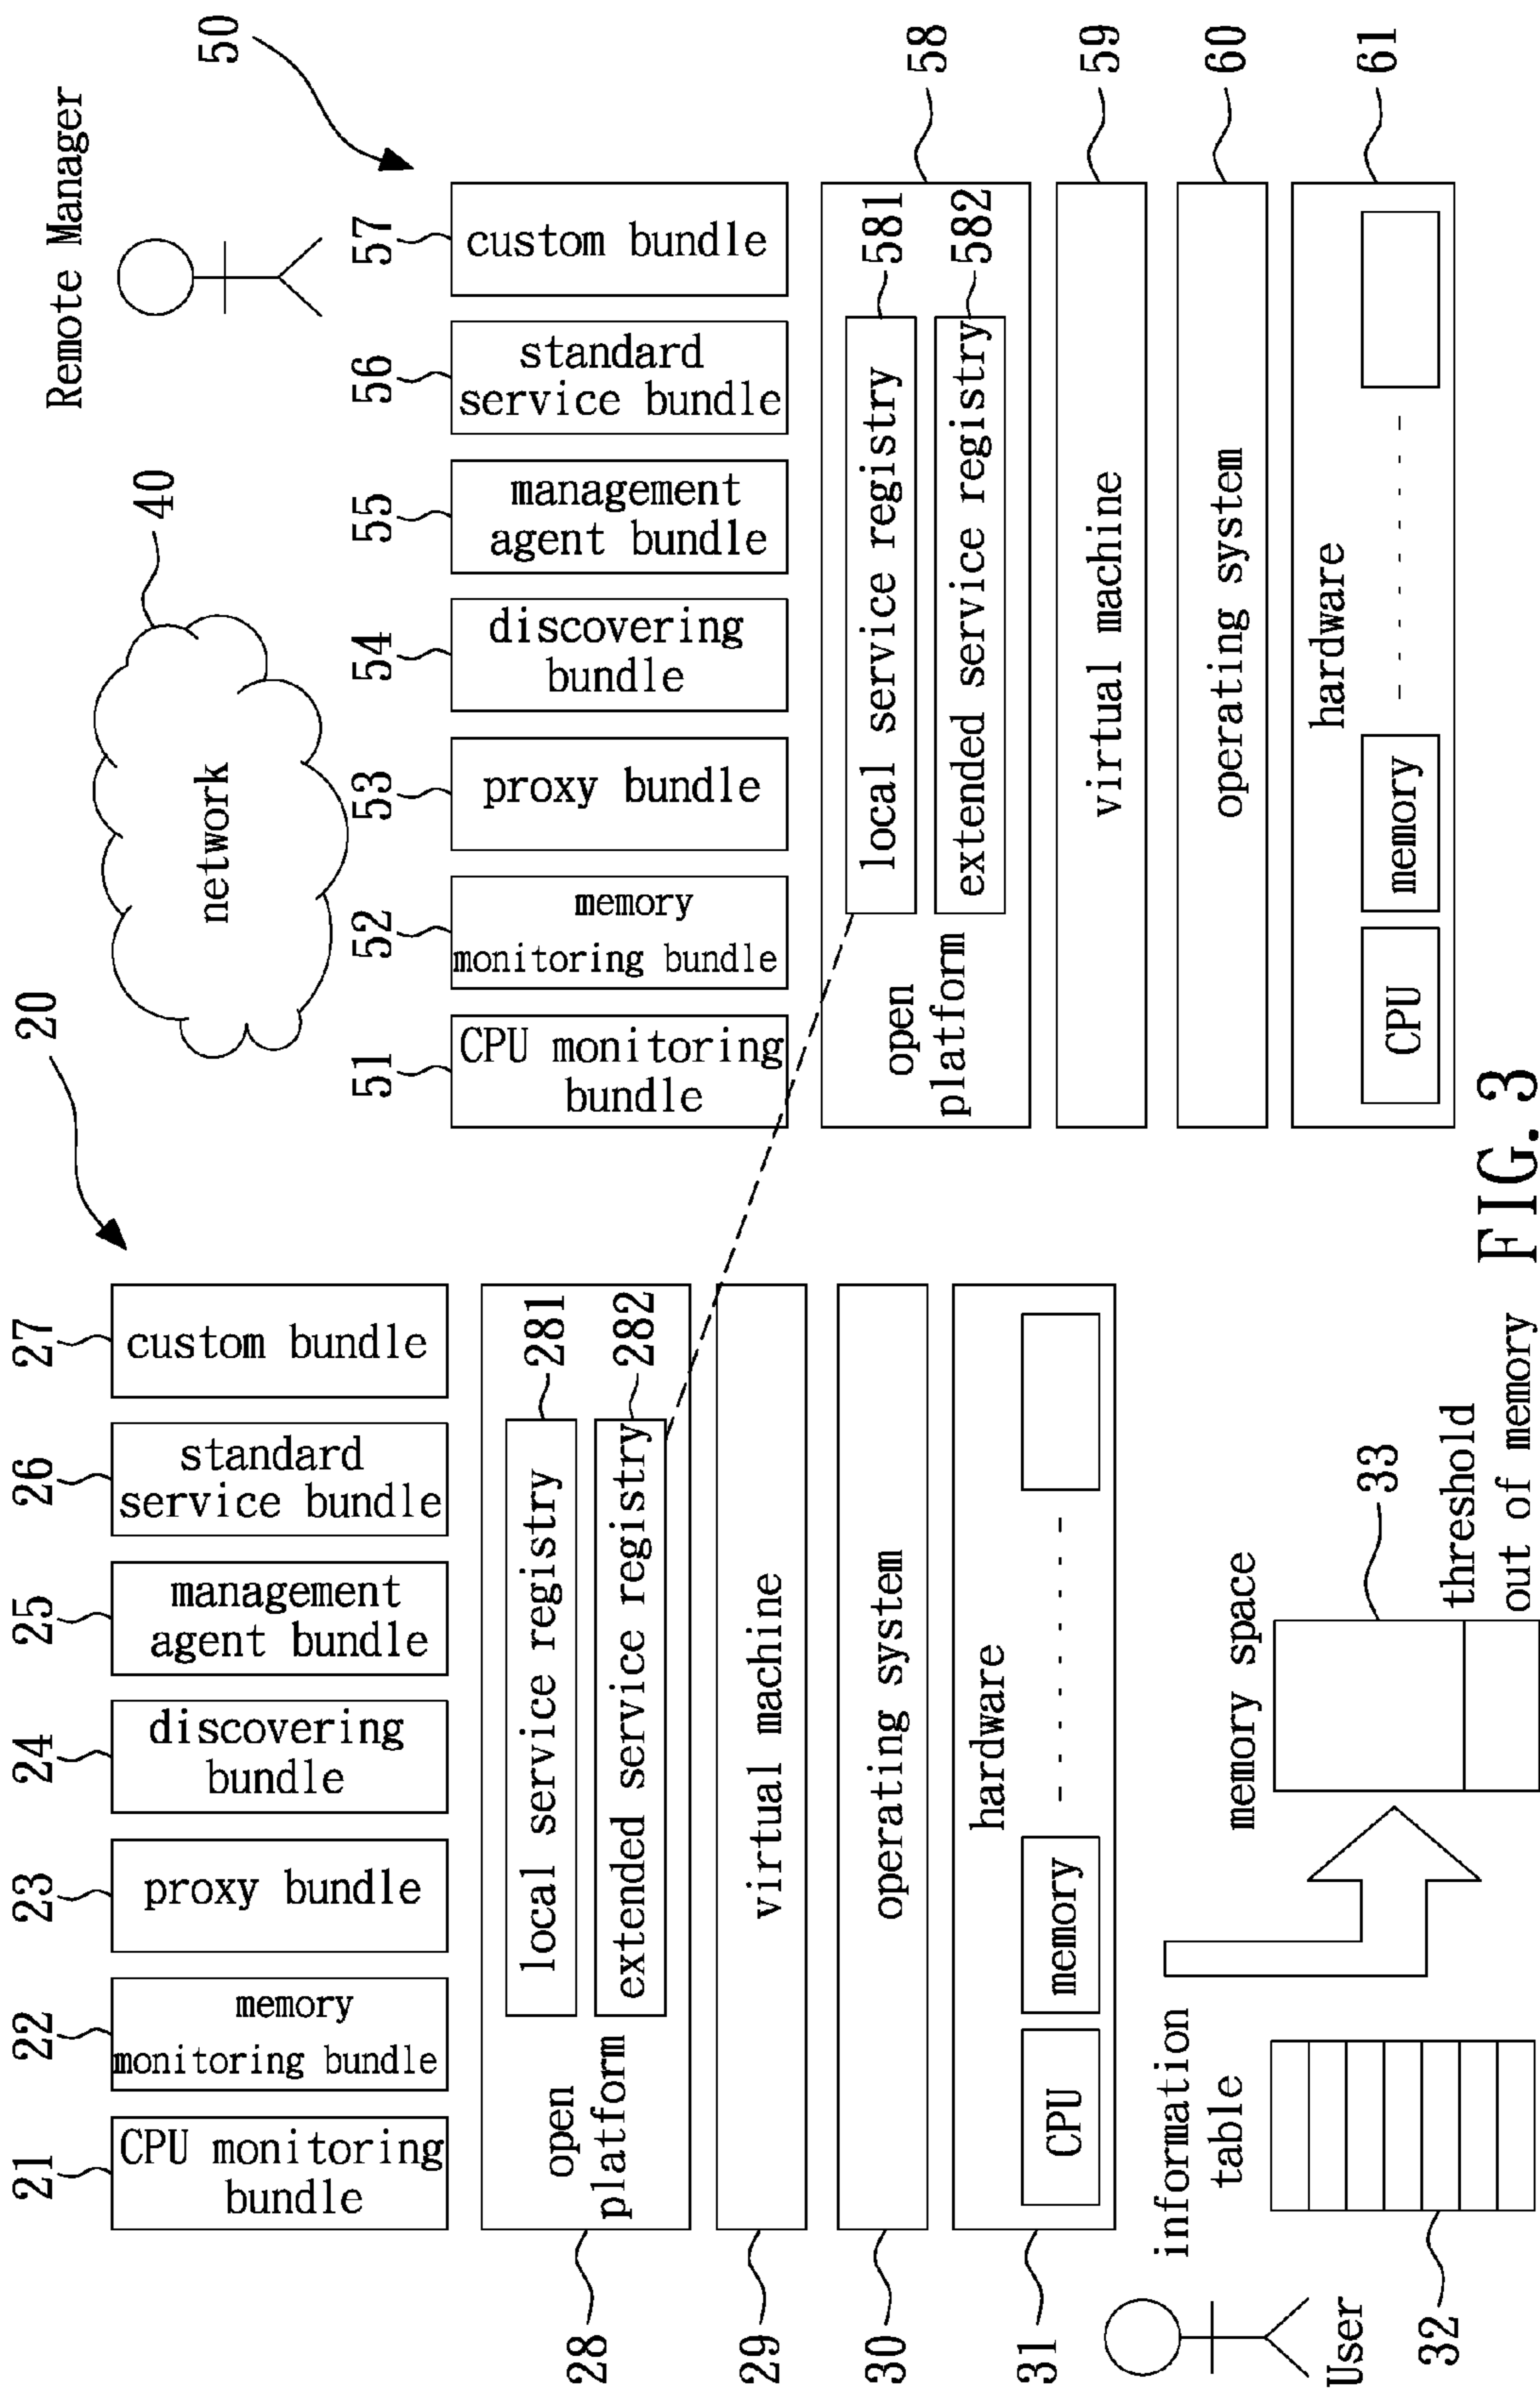 Remote Manager
50
20
40
network
21
22
23
24
25
26
27
CPU monitoring
bundle
memory
monitoring bundle
proxy bundle
discovering
bundle
management
agent bundle
standard
service bundle
custom bundle
28
open
platform
local service registry
281
extended service registry
282
29
virtual machine
30
operating system
31
hardware
CPU
memory
User
information
table
32
memory space
33
threshold
out of memory
51
52
53
54
55
56
57
CPU monitoring
bundle
memory
monitoring bundle
proxy bundle
discovering
bundle
management
agent bundle
standard
service bundle
custom bundle
58
open
platform
local service registry
581
extended service registry
582
59
virtual machine
60
operating system
61
hardware
CPU
memory
FIG. 3